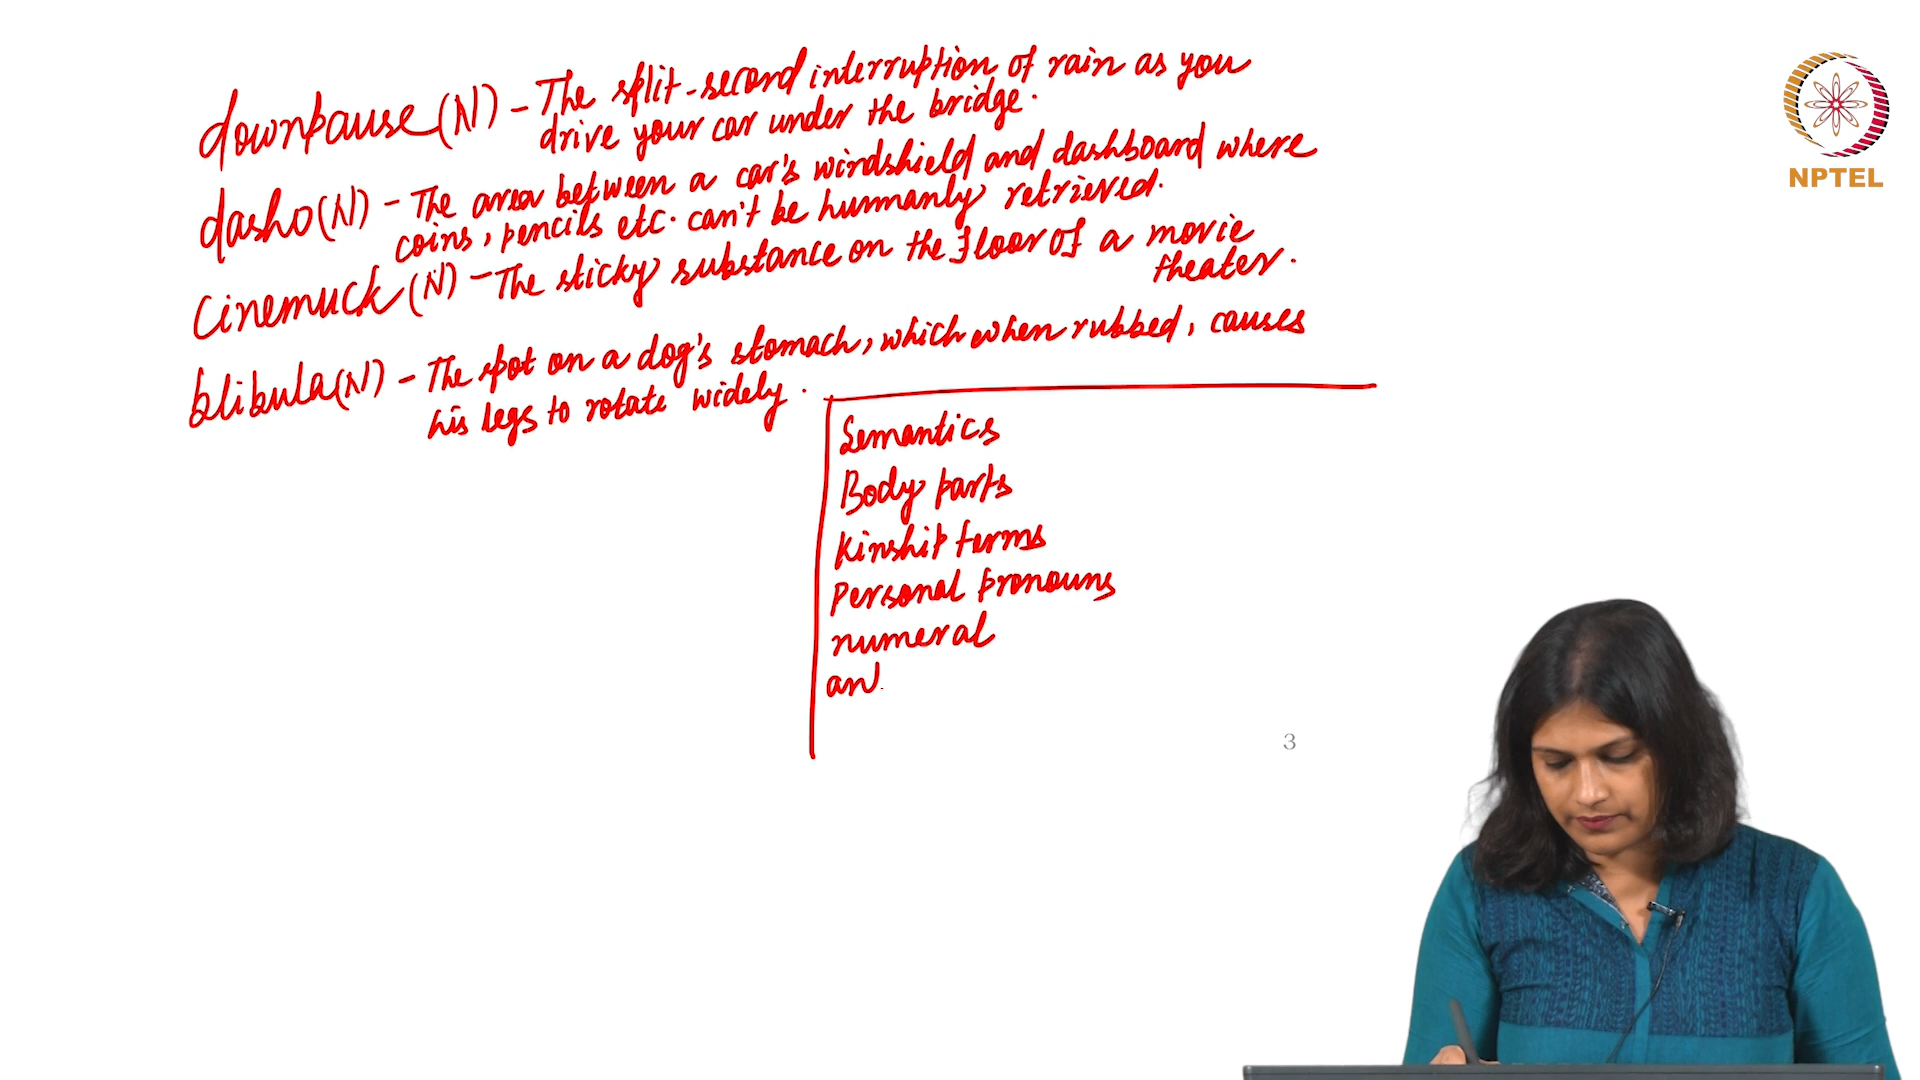 downpause (N) - The split-second interruption of rain as you
drive your car under the bridge.
dasho (N) - The area between a car's windshield and dashboard where
coins, pencils etc. can't be humanly retrieved.
Cinemuck (N) - The sticky substance on the floor of a movie
theater.
blibula (N) - The spot on a dog's stomach, which when rubbed, causes
his legs to rotate widely.
Semantics
Body parts
Kinship terms
Personal pronouns
numeral
an
3
NPTEL